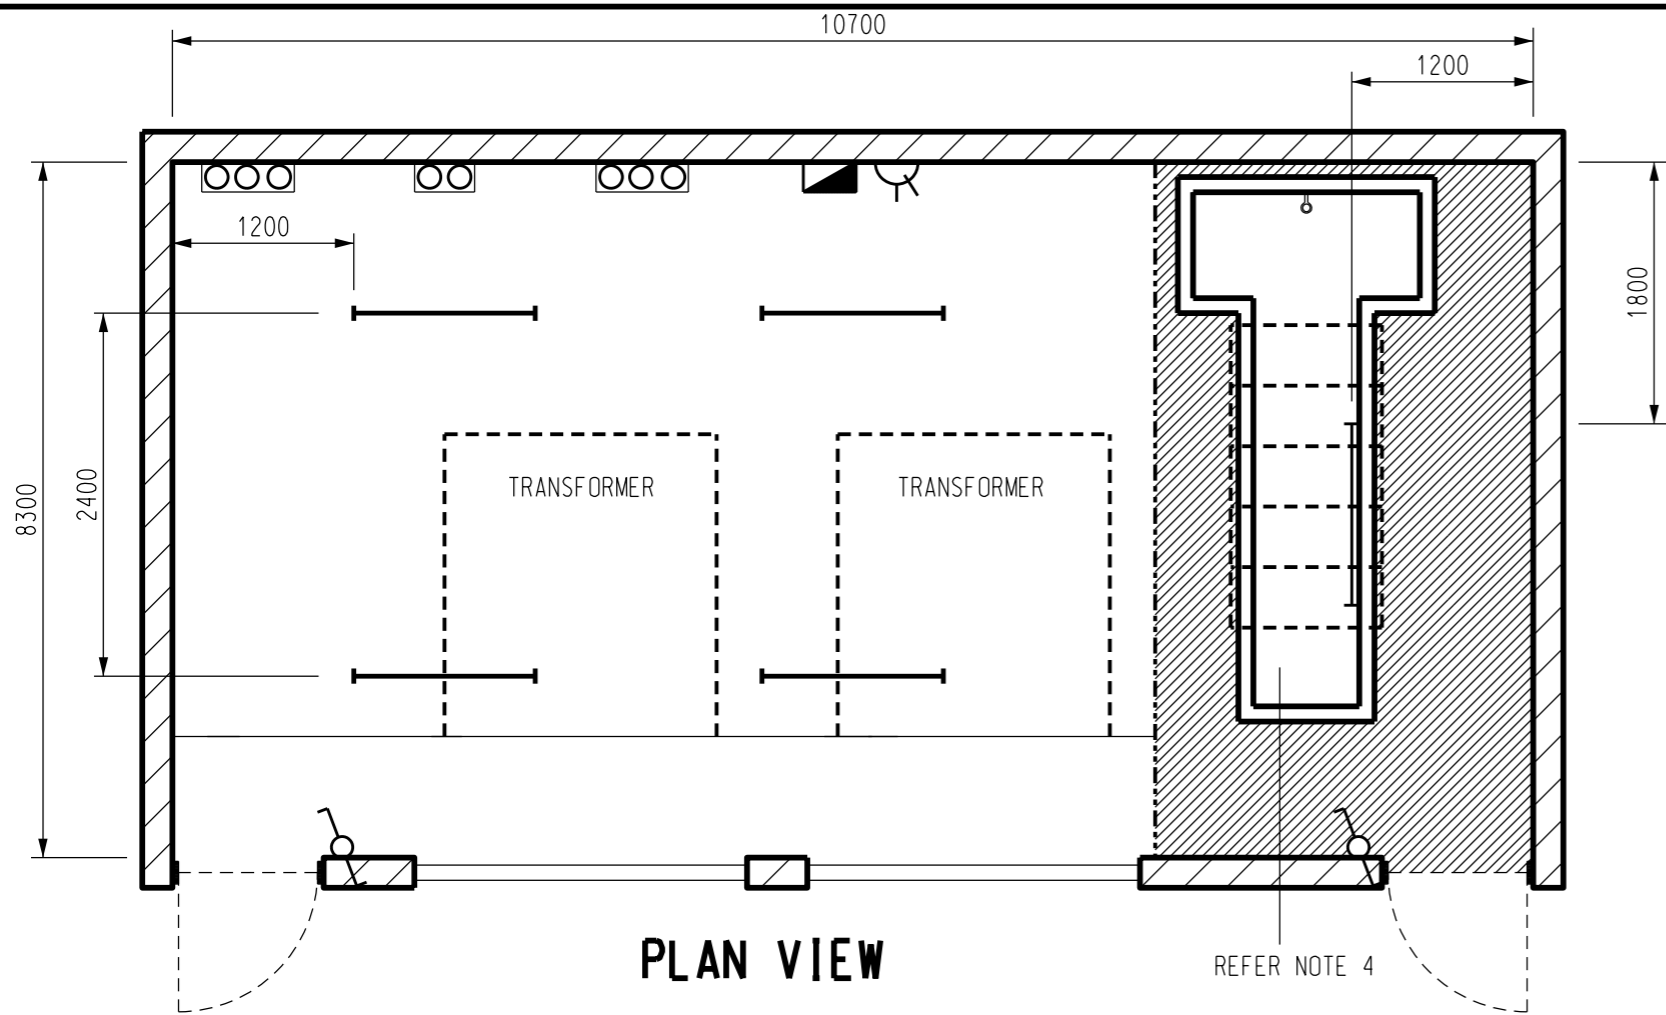 10700
1200
1200
1800
8300
2400
TRANSFORMER
TRANSFORMER
PLAN VIEW
REFER NOTE 4